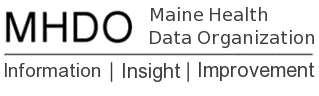 MHDO Maine Health
Data Organization
Information | Insight | Improvement